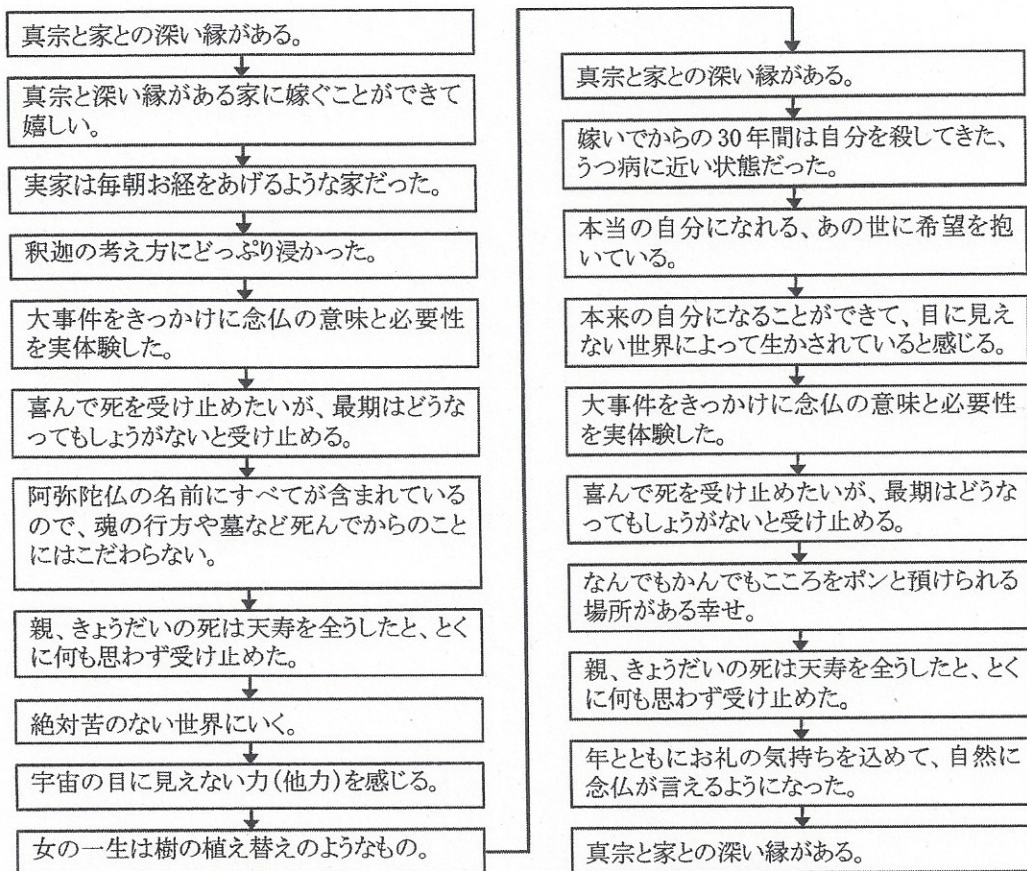 真宗と家との深い縁がある。
真宗と深い縁がある家に嫁ぐことができて
嬉しい。
実家は毎朝お経をあげるような家だった。
釈迦の考え方にどっぷり浸かった。
大事件をきっかけに念仏の意味と必要性
を実体験した。
喜んで死を受け止めたいが、最期はどうな
ってもしょうがないと受け止める。
阿弥陀仏の名前にすべてが含まれている
ので、魂の行方や墓など死んでからのこと
にはこだわらない。
親、きょうだいの死は天寿を全うしたと、とく
に何も思わず受け止めた。
絶対苦のない世界にいく。
宇宙の目に見えない力(他力)を感じる。
女の一生は樹の植え替えのようなもの。
真宗と家との深い縁がある。
嫁いでからの30年間は自分を殺してきた、
うつ病に近い状態だった。
本当の自分になれる、あの世に希望を抱
いている。
本来の自分になることができて、目に見え
ない世界によって生かされていると感じる。
大事件をきっかけに念仏の意味と必要性
を実体験した。
喜んで死を受け止めたいが、最期はどうな
ってもしょうがないと受け止める。
なんでもかんでもこころをポンと預けられる
場所がある幸せ。
親、きょうだいの死は天寿を全うしたと、とく
に何も思わず受け止めた。
年とともにお礼の気持ちを込めて、自然に
念仏が言えるようになった。
真宗と家との深い縁がある。